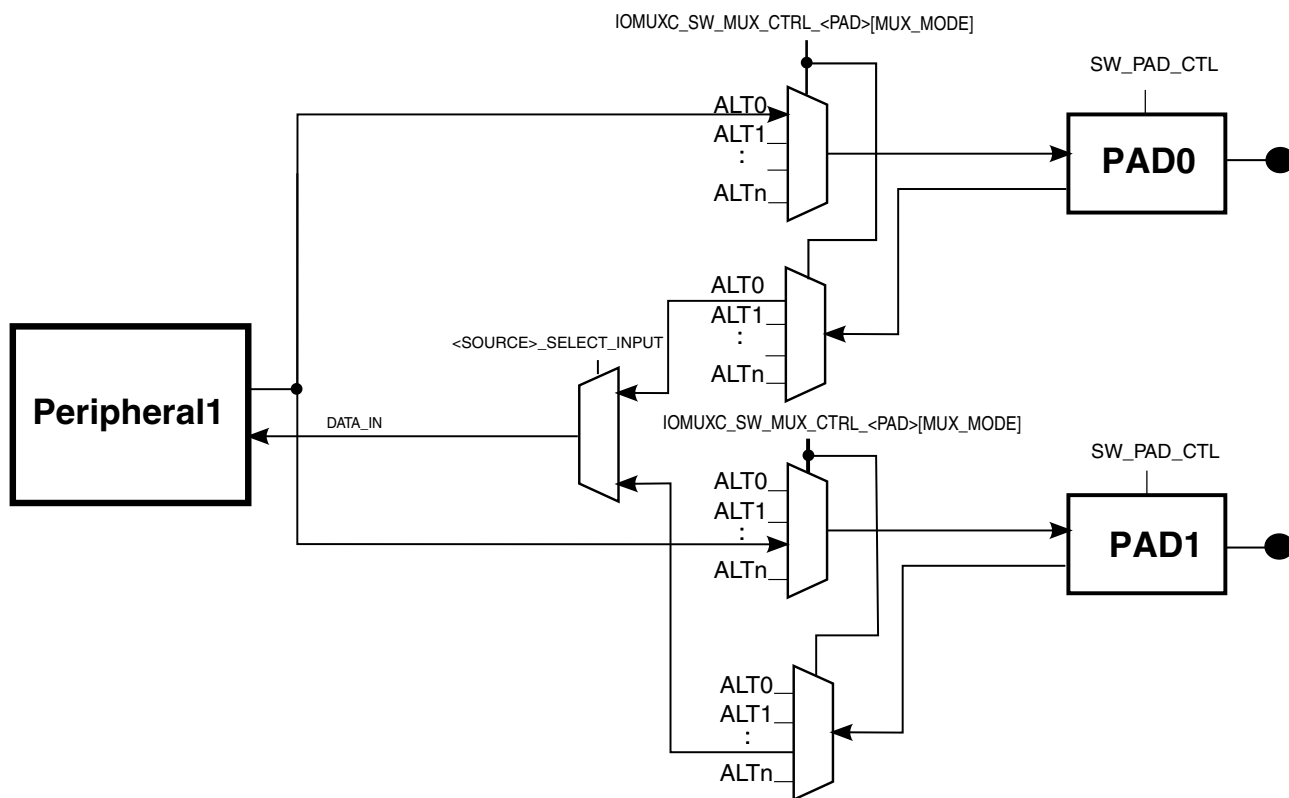 IOMUXC_SW_MUX_CTRL_<PAD>[MUX_MODE]
SW_PAD_CTL
ALT0
ALT1
:
ALTn
PAD0
ALT0
ALT1
:
ALTn
<SOURCE>_SELECT_INPUT
Peripheral1
DATA_IN
IOMUXC_SW_MUX_CTRL_<PAD>[MUX_MODE]
SW_PAD_CTL
ALT0
ALT1
:
ALTn
PAD1
ALT0
ALT1
:
ALTn